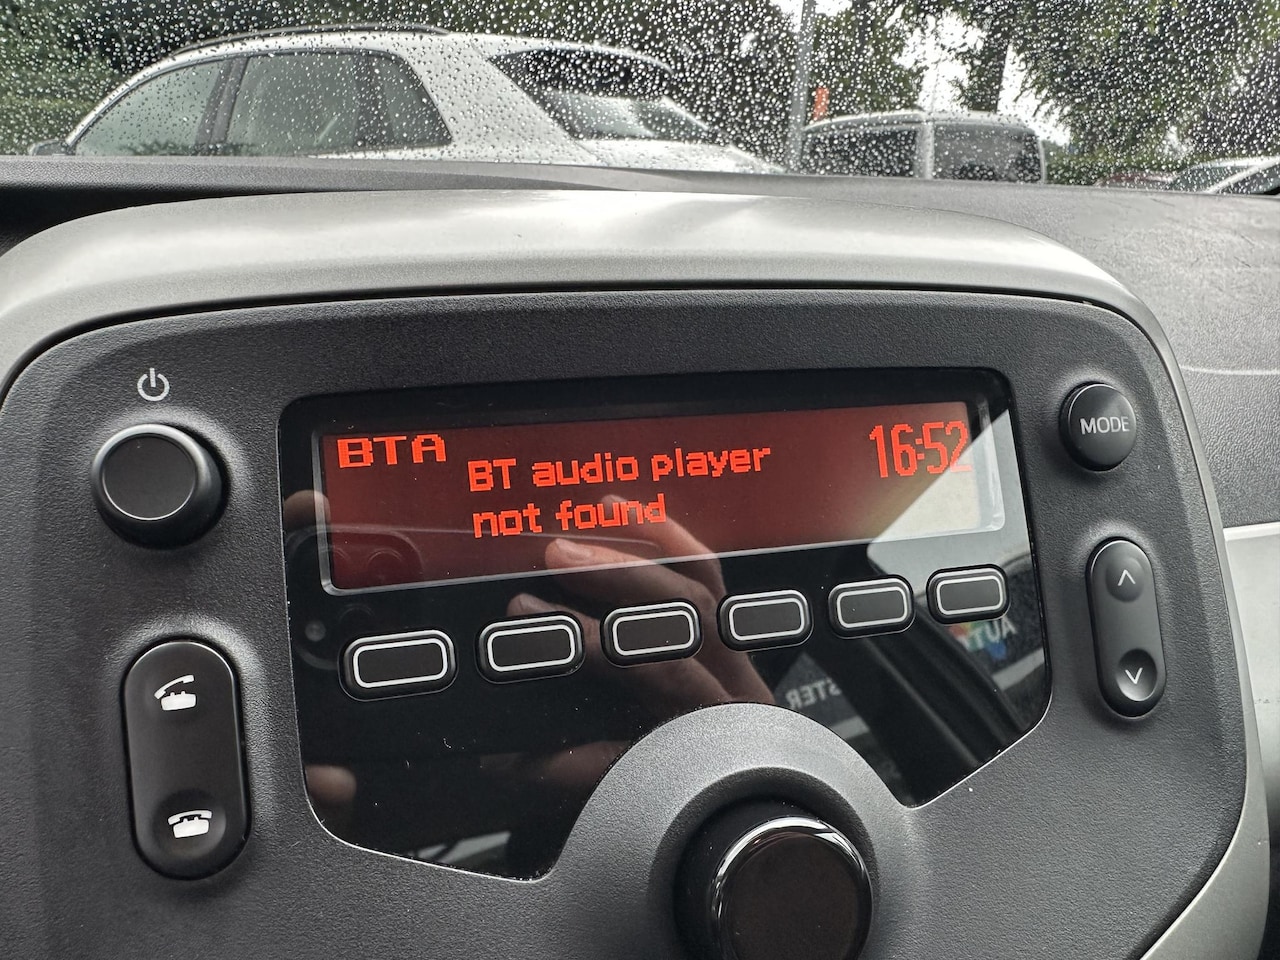 BTA
BT audio player
not found
16:52
MODE